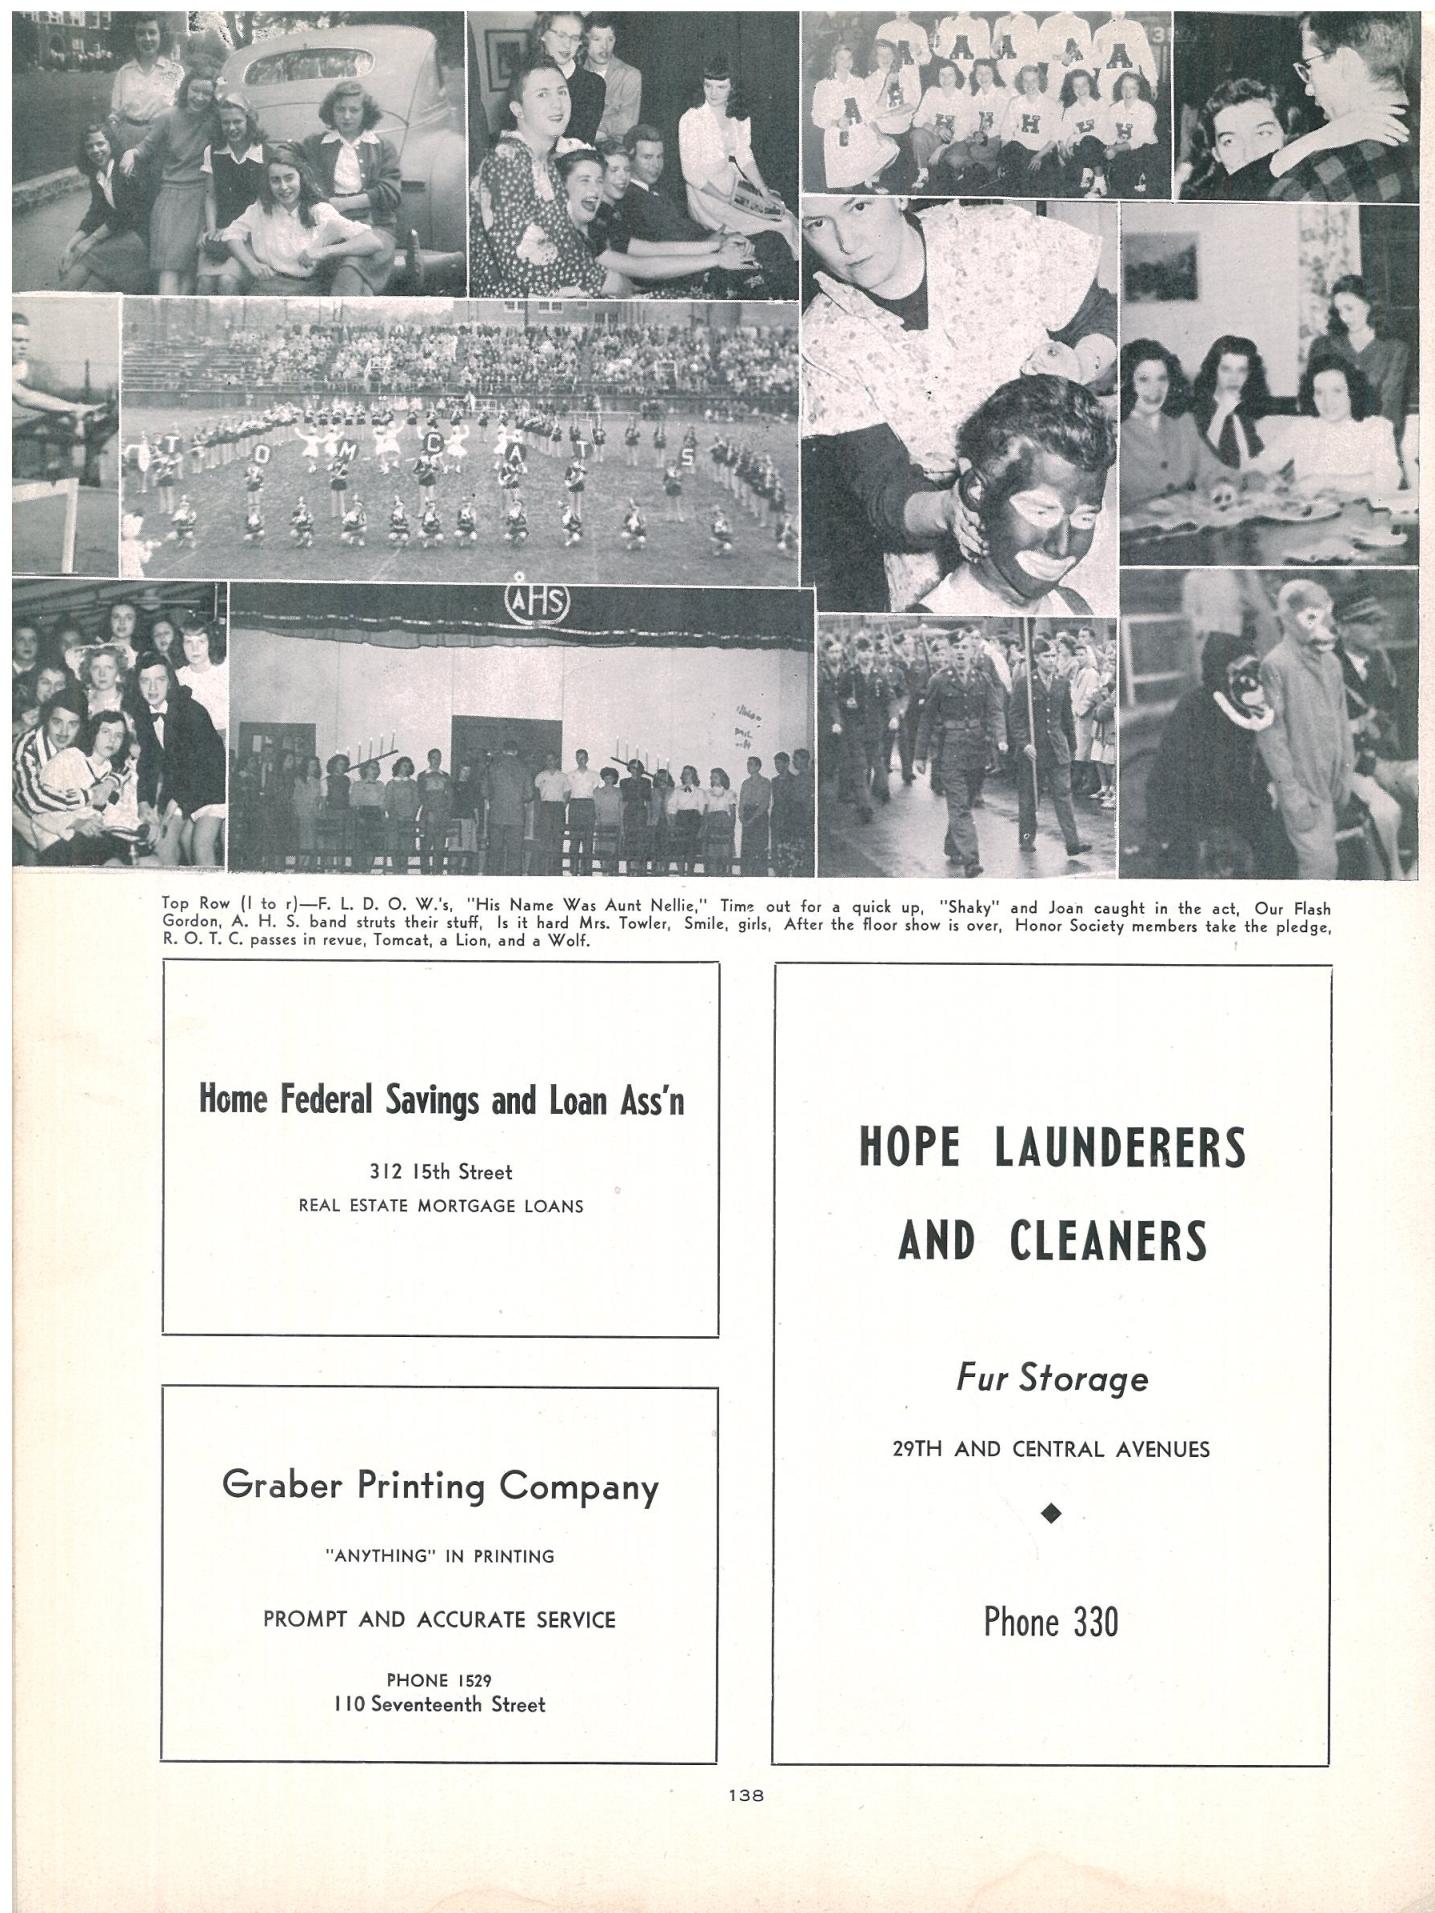 A A A A A
A H H H H H H
T O M C A T S
AHS
Top Row (l to r)—F. L. D. O. W.'s, "His Name Was Aunt Nellie," Time out for a quick up, "Shaky" and Joan caught in the act, Our Flash
Gordon, A. H. S. band struts their stuff, Is it hard Mrs. Towler, Smile, girls, After the floor show is over, Honor Society members take the pledge,
R. O. T. C. passes in revue, Tomcat, a Lion, and a Wolf.
Home Federal Savings and Loan Ass'n
312 15th Street
REAL ESTATE MORTGAGE LOANS
Graber Printing Company
"ANYTHING" IN PRINTING
PROMPT AND ACCURATE SERVICE
PHONE 1529
110 Seventeenth Street
HOPE LAUNDERERS
AND CLEANERS
Fur Storage
29TH AND CENTRAL AVENUES
Phone 330
138